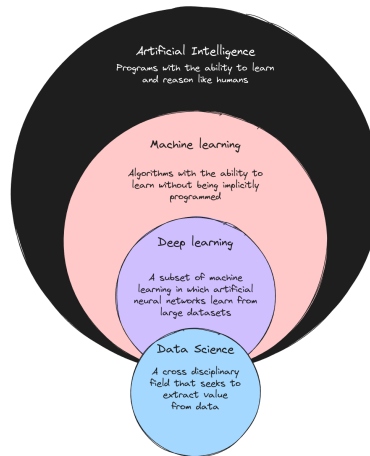 Artificial Intelligence
Programs with the ability to learn
and reason like humans
Machine learning
Algorithms with the ability to
learn without being implicitly
programmed
Deep learning
A subset of machine
learning in which artificial
neural networks learn from
large datasets
Data Science
A cross disciplinary
field that seeks to
extract value
from data